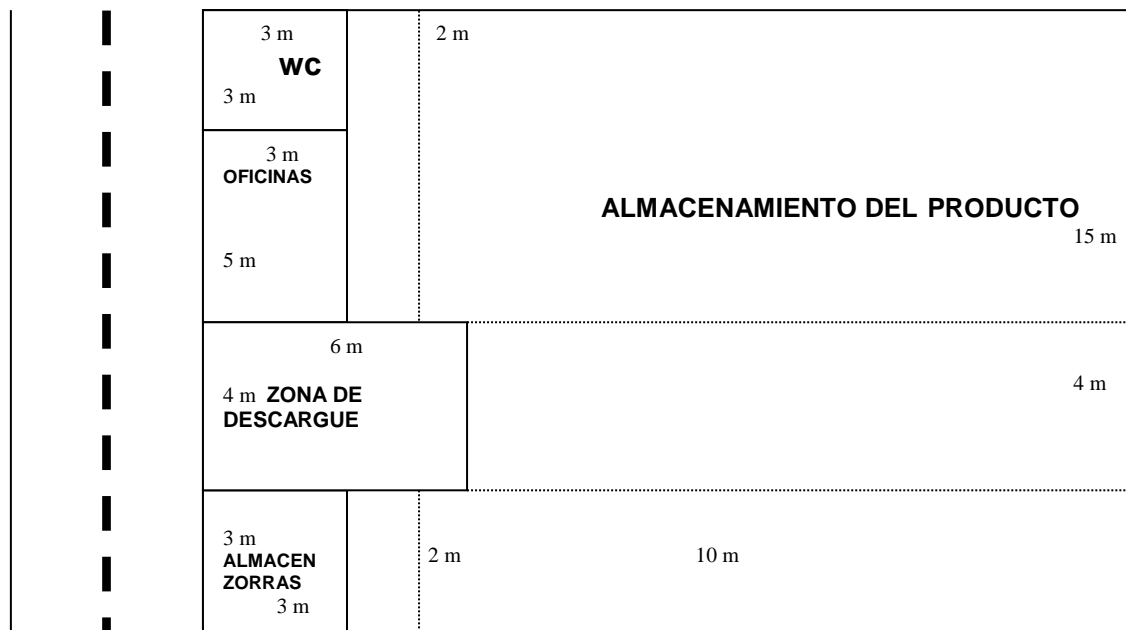 3 m
WC
3 m
2 m
3 m
OFICINAS
5 m
ALMACENAMIENTO DEL PRODUCTO
15 m
6 m
4 m ZONA DE
DESCARGUE
4 m
3 m
ALMACEN
ZORRAS
3 m
2 m
10 m